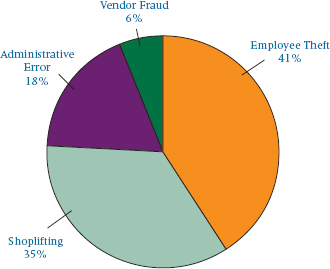 Vendor Fraud
6%
Employee Theft
41%
Administrative
Error
18%
Shoplifting
35%